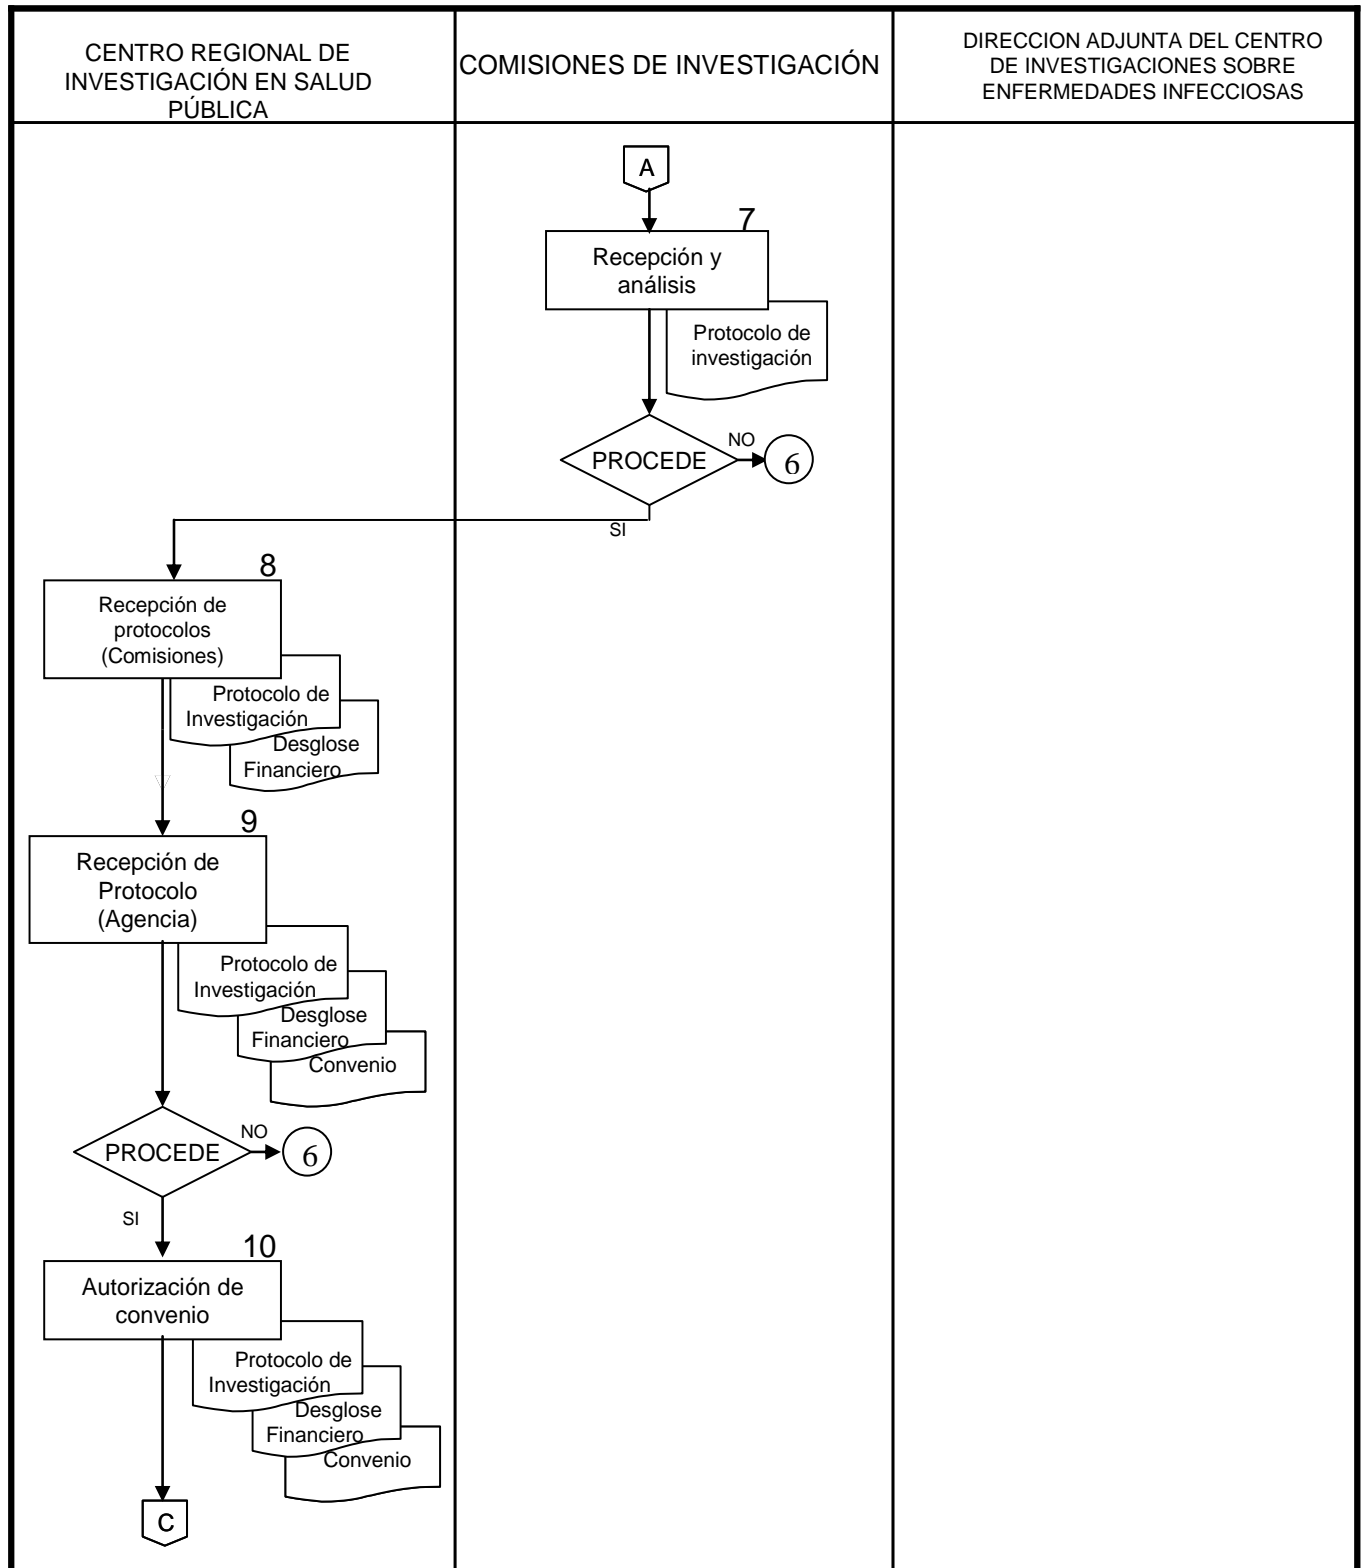 CENTRO REGIONAL DE
INVESTIGACIÓN EN SALUD
PÚBLICA
COMISIONES DE INVESTIGACIÓN
DIRECCION ADJUNTA DEL CENTRO
DE INVESTIGACIONES SOBRE
ENFERMEDADES INFECCIOSAS
A
7
Recepción y
análisis
Protocolo de
investigación
PROCEDE
NO
6
SI
8
Recepción de
protocolos
(Comisiones)
Protocolo de
Investigación
Desglose
Financiero
9
Recepción de
Protocolo
(Agencia)
Protocolo de
Investigación
Desglose
Financiero
Convenio
PROCEDE
NO
6
SI
10
Autorización de
convenio
Protocolo de
Investigación
Desglose
Financiero
Convenio
C